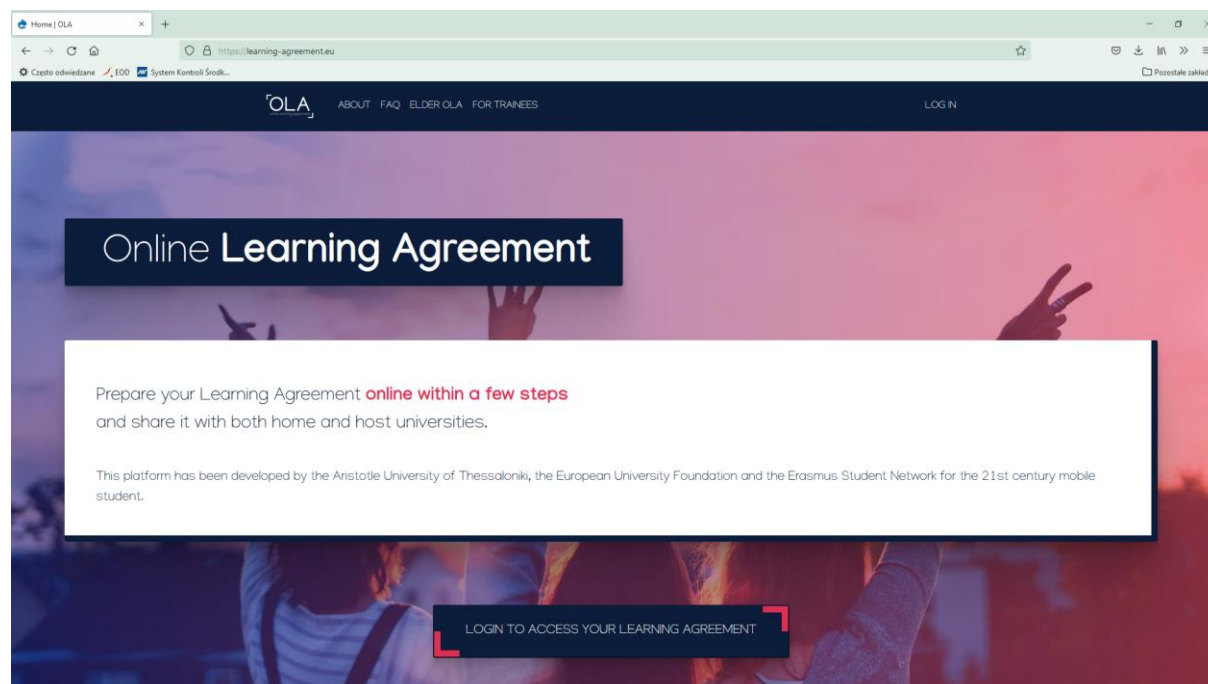 Home | OLA
https://learning-agreement.eu
Często odwiedzane EOD System Kontroli Środk... Pozostałe zakład
OLA ABOUT FAQ ELDER OLA FOR TRAINEES LOG IN
Online Learning Agreement
Prepare your Learning Agreement online within a few steps
and share it with both home and host universities.
This platform has been developed by the Aristotle University of Thessaloniki, the European University Foundation and the Erasmus Student Network for the 21st century mobile
student.
LOGIN TO ACCESS YOUR LEARNING AGREEMENT